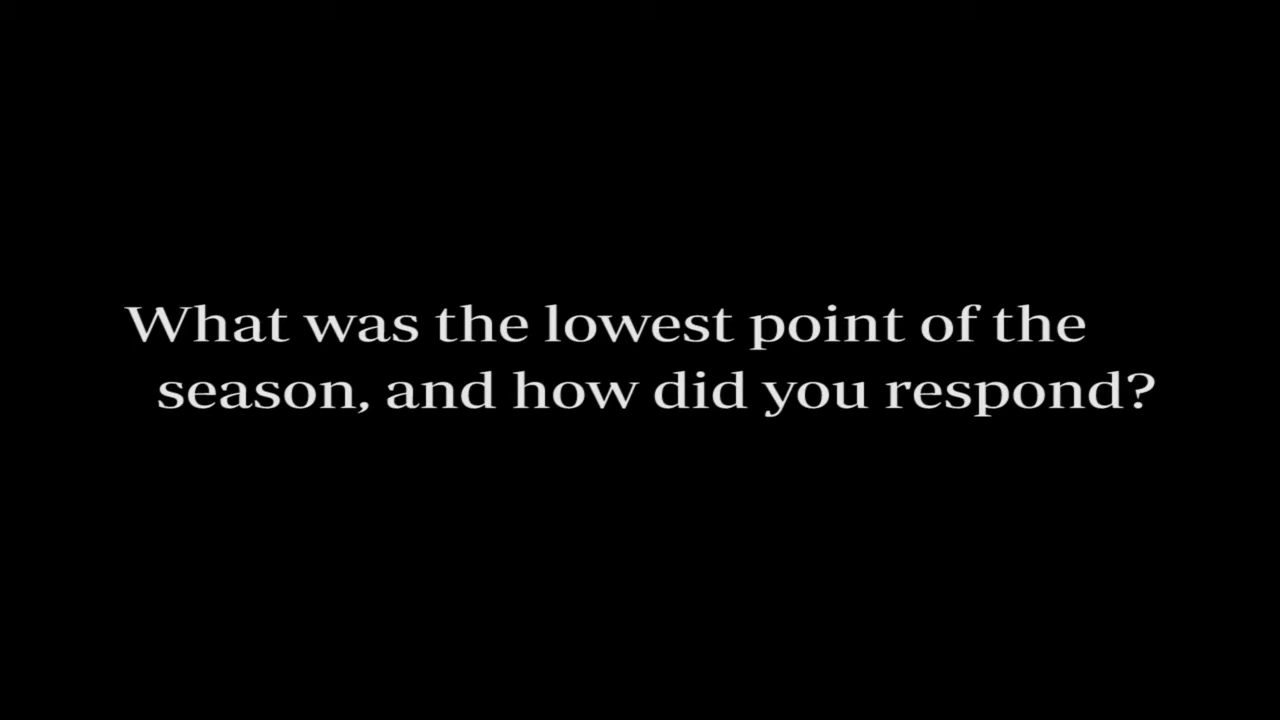 What was the lowest point of the
season, and how did you respond?